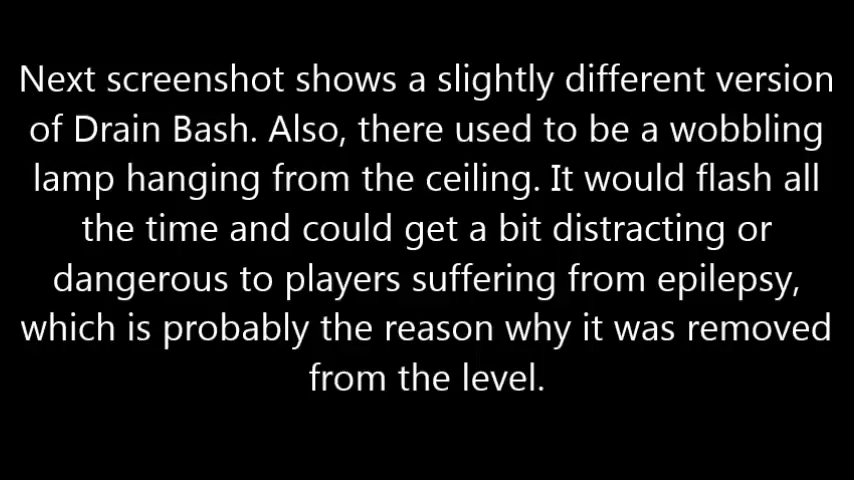 Next screenshot shows a slightly different version
of Drain Bash. Also, there used to be a wobbling
lamp hanging from the ceiling. It would flash all
the time and could get a bit distracting or
dangerous to players suffering from epilepsy,
which is probably the reason why it was removed
from the level.